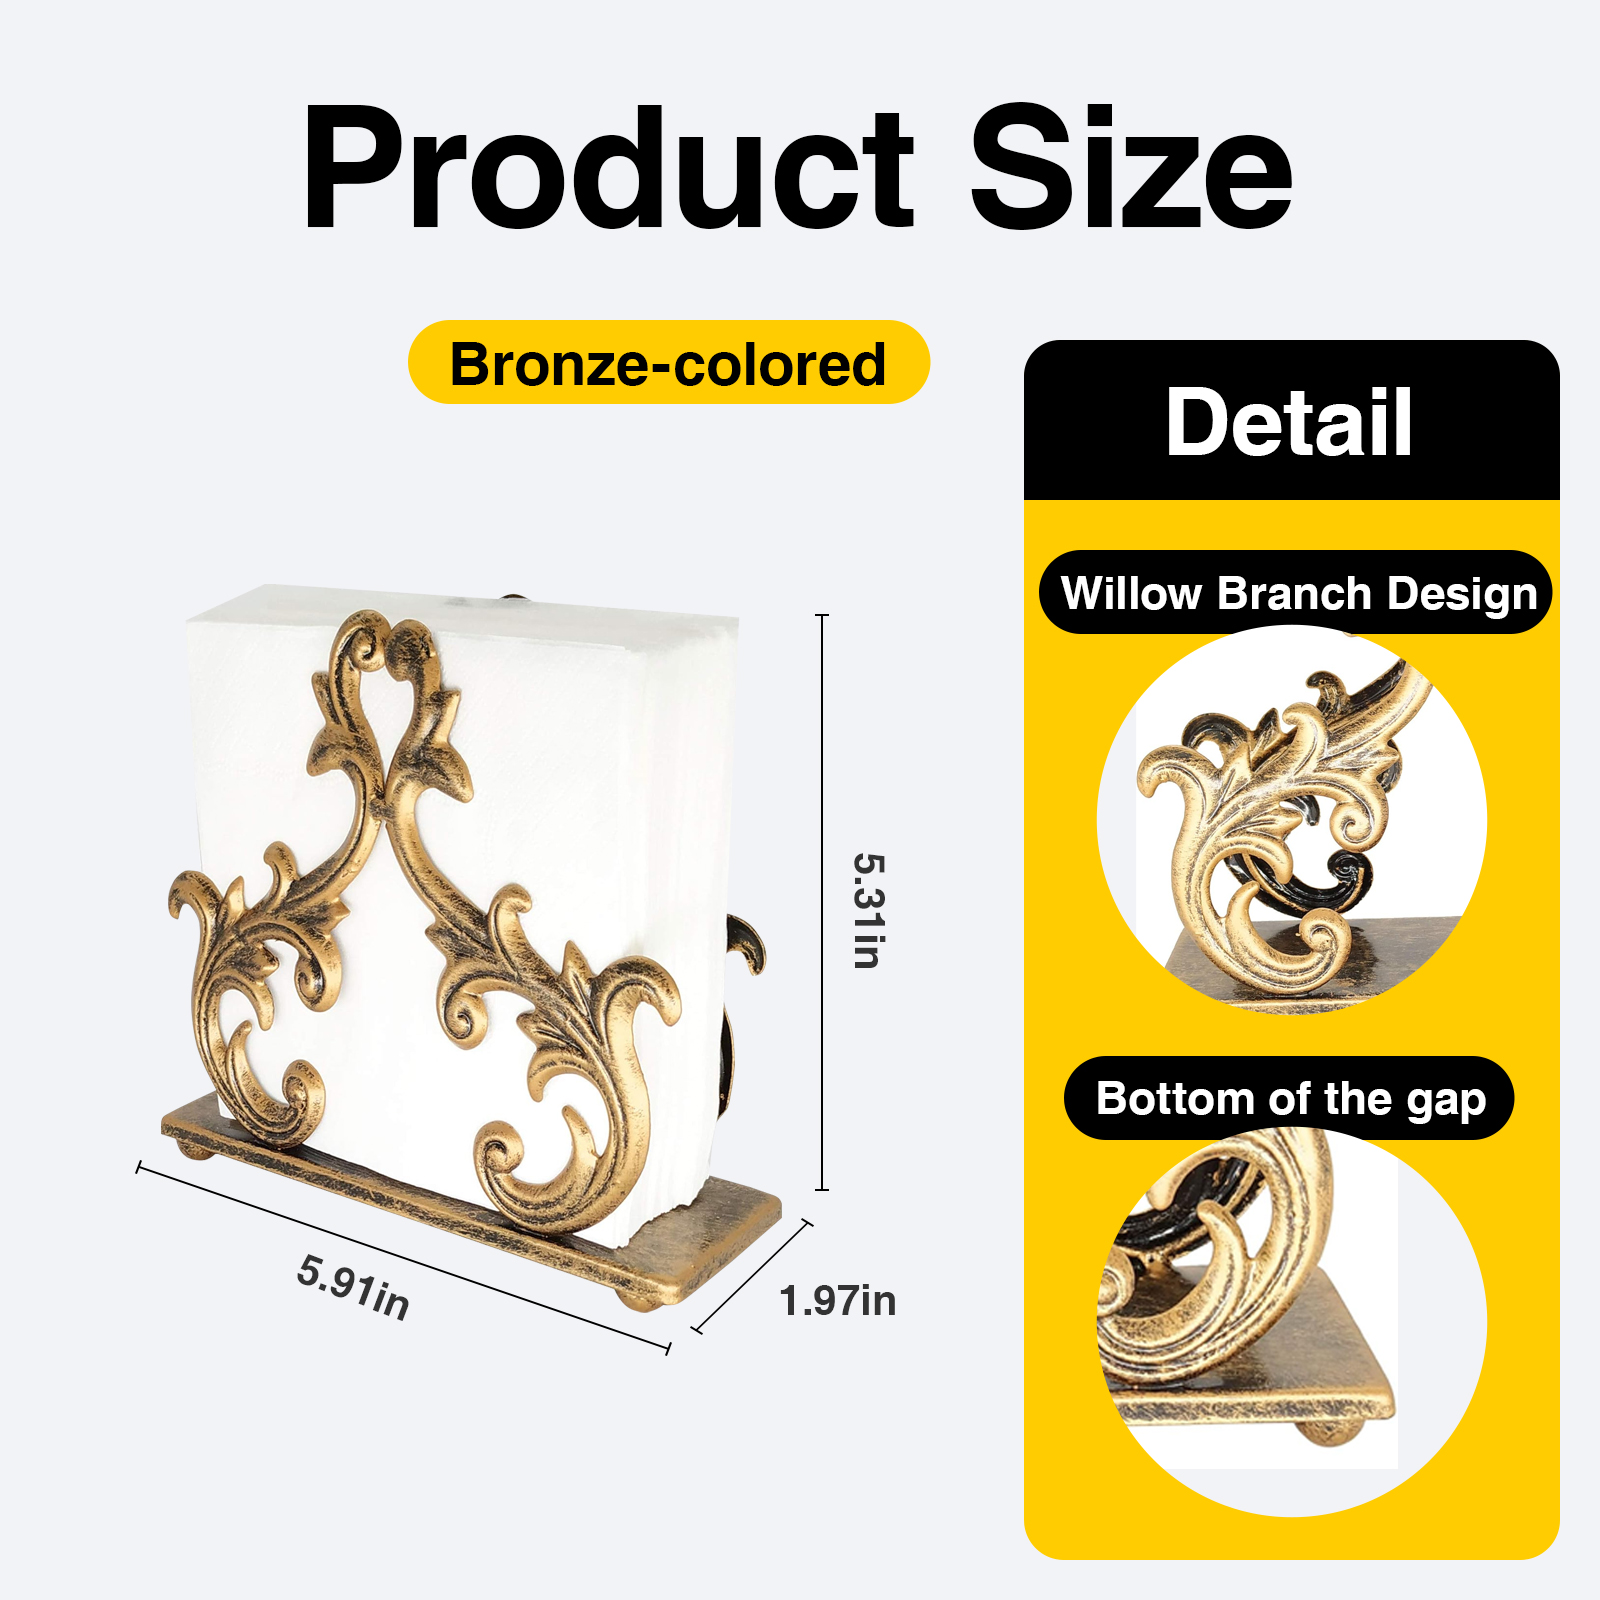 Product Size
Bronze-colored
Detail
Willow Branch Design
5.31in
5.91in
1.97in
Bottom of the gap